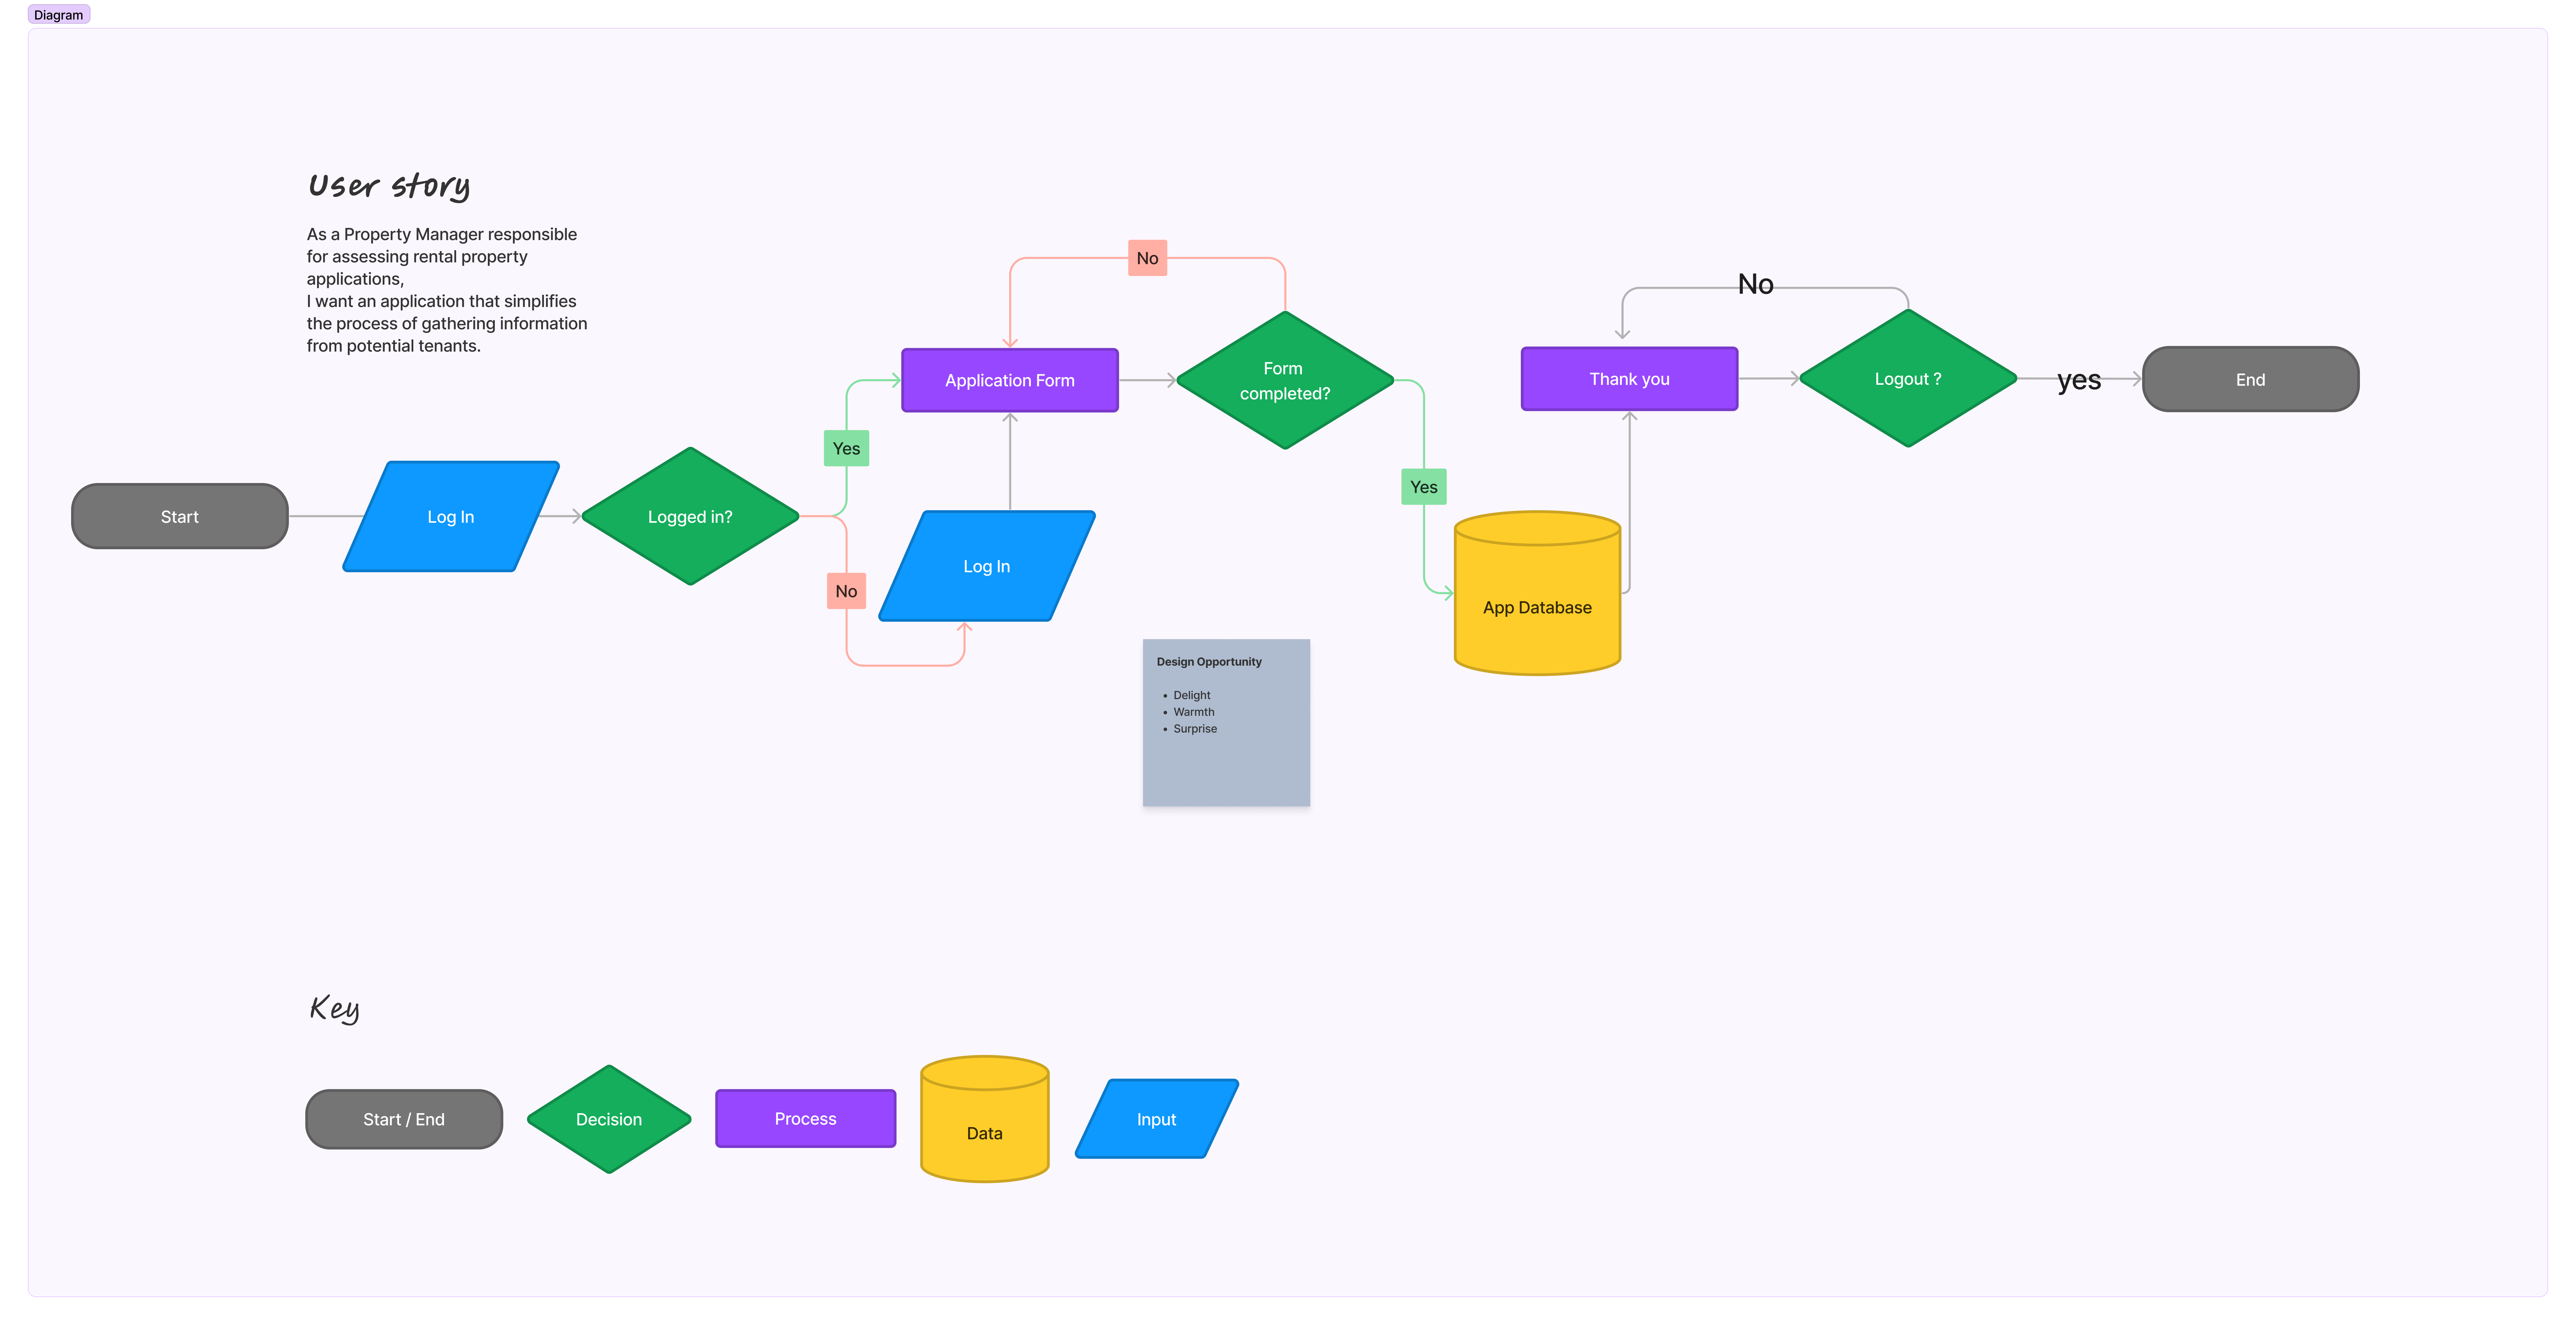 Diagram
User story
As a Property Manager responsible
for assessing rental property
applications,
I want an application that simplifies
the process of gathering information
from potential tenants.
No
No
Application Form
Form
completed?
Thank you
Logout ?
yes
End
Yes
Yes
Start
Log In
Logged in?
Log In
No
App Database
Design Opportunity
• Delight
• Warmth
• Surprise
Key
Start / End
Decision
Process
Data
Input